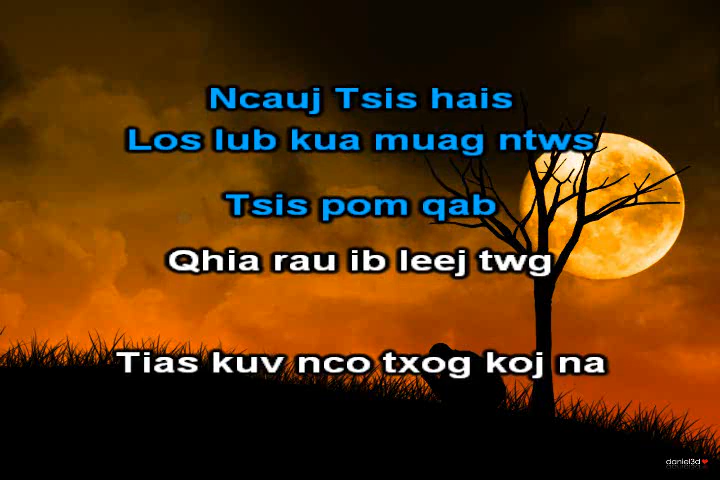 Ncauj Tsis hais
Los lub kua muag ntws
Tsis pom qab
Qhia rau ib leej twg
Tias kuv nco txog koj na
daniel3d